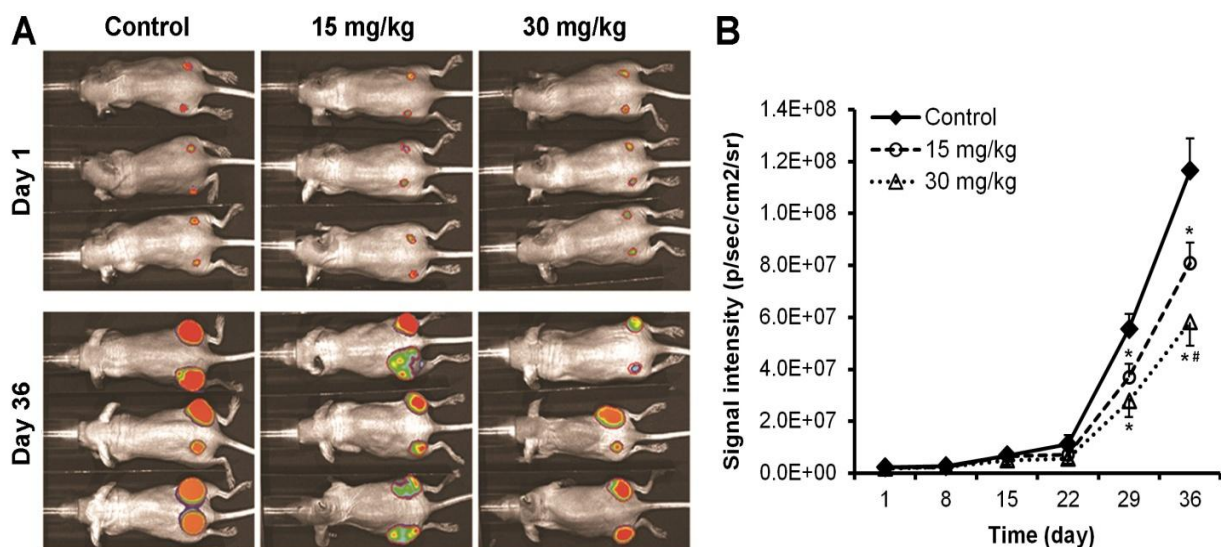 A
Control 15 mg/kg 30 mg/kg
Day 1
Day 36
B
Signal intensity (p/sec/cm2/sr)
1.4E+08
1.2E+08
1.0E+08
8.0E+07
6.0E+07
4.0E+07
2.0E+07
0.0E+00
Control
15 mg/kg
30 mg/kg
*
*
* #
*
1 8 15 22 29 36
Time (day)